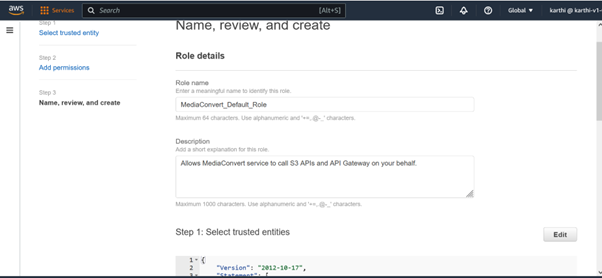 aws Services Search [Alt+S] Global karthi @ karthi-v1-
Step 1
Select trusted entity
Step 2
Add permissions
Step 3
Name, review, and create
Name, review, and create
Role details
Role name
Enter a meaningful name to identify this role.
MediaConvert_Default_Role
Maximum 64 characters. Use alphanumeric and '+=,.@-_' characters.
Description
Add a short explanation for this role.
Allows MediaConvert service to call S3 APIs and API Gateway on your behalf.
Maximum 1000 characters. Use alphanumeric and '+=,.@-_' characters.
Step 1: Select trusted entities
Edit
1 {
2 "Version": "2012-10-17",
3 "Statement": [